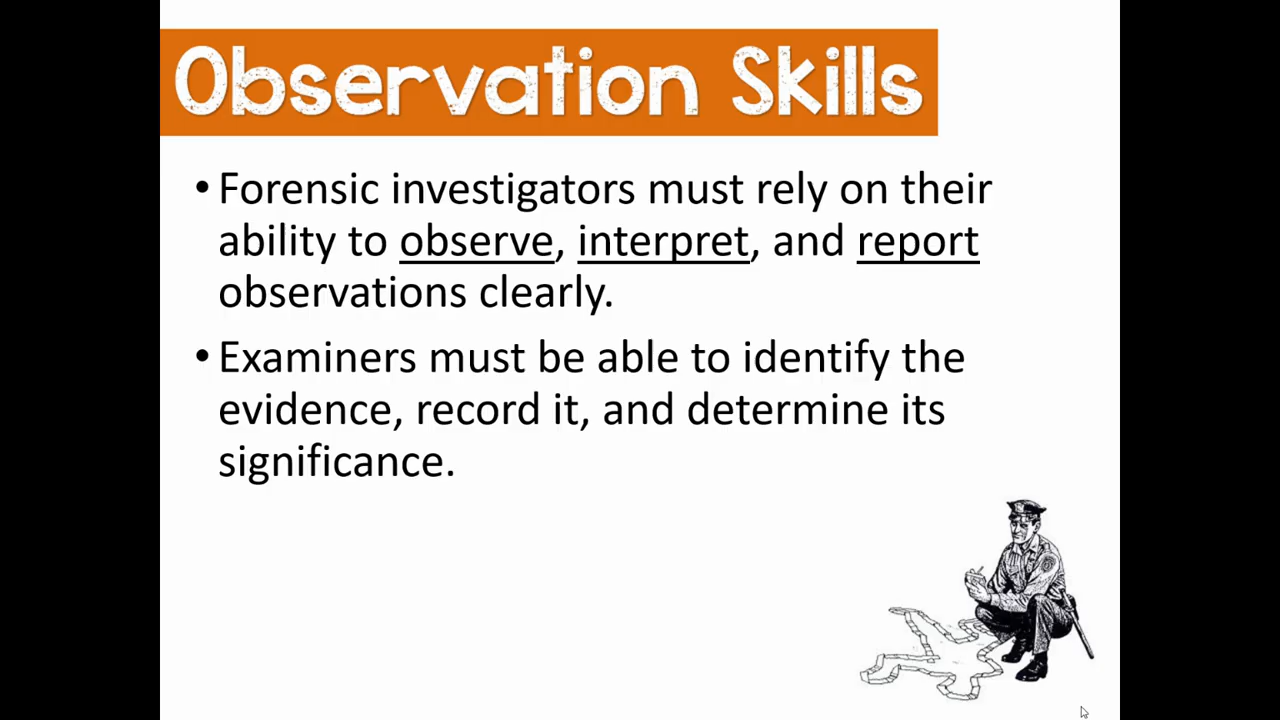 Observation Skills
• Forensic investigators must rely on their
ability to observe, interpret, and report
observations clearly.
• Examiners must be able to identify the
evidence, record it, and determine its
significance.